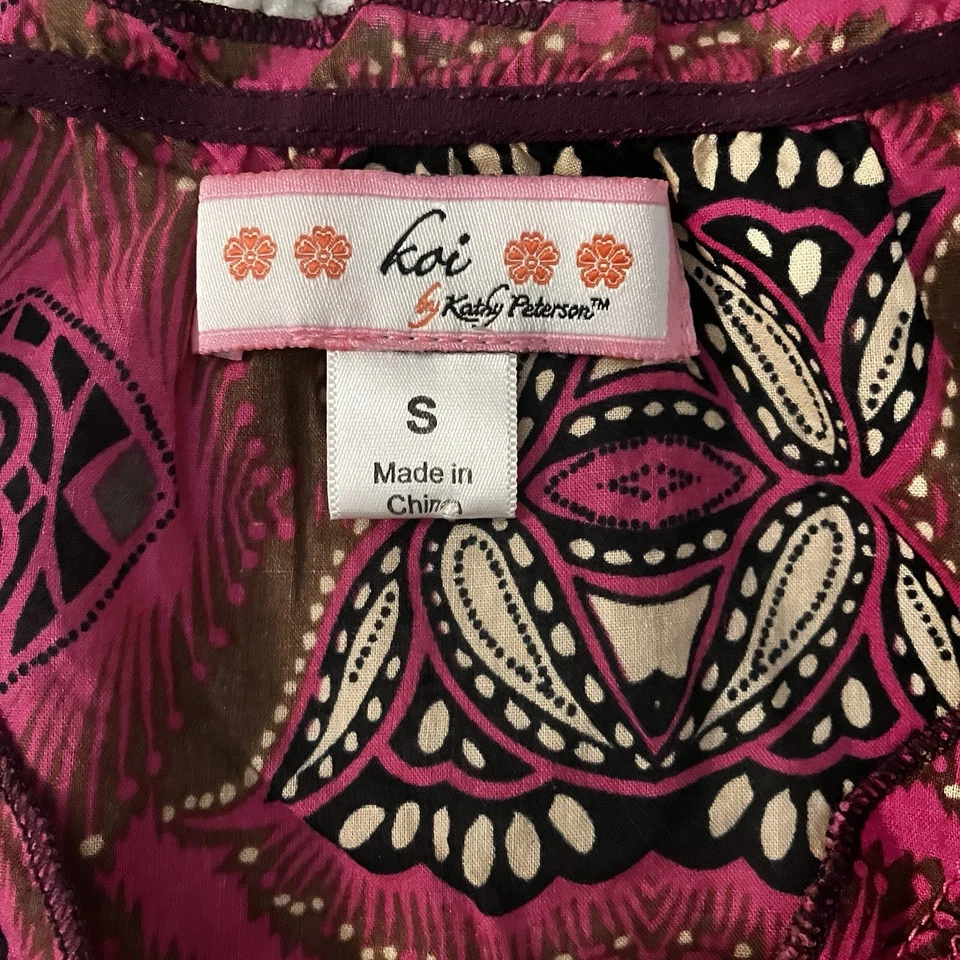 koi
by Kathy Peterson™
S
Made in
China